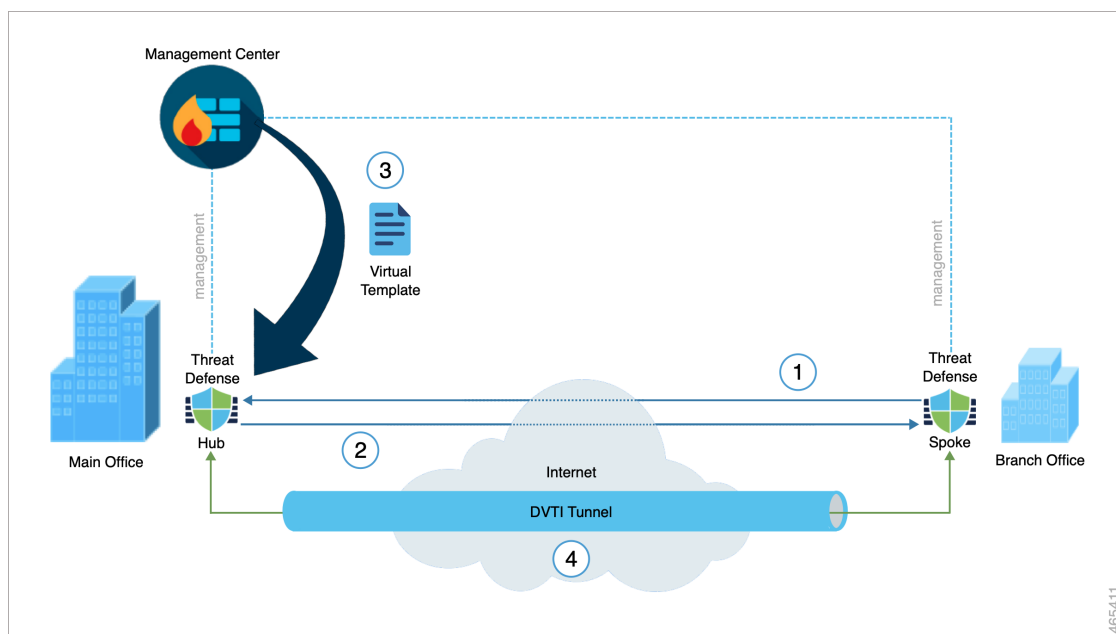 Management Center
3
Virtual
Template
management
management
Threat
Defense
Hub
Main Office
1
2
Threat
Defense
Spoke
Branch Office
Internet
DVTI Tunnel
4
465411